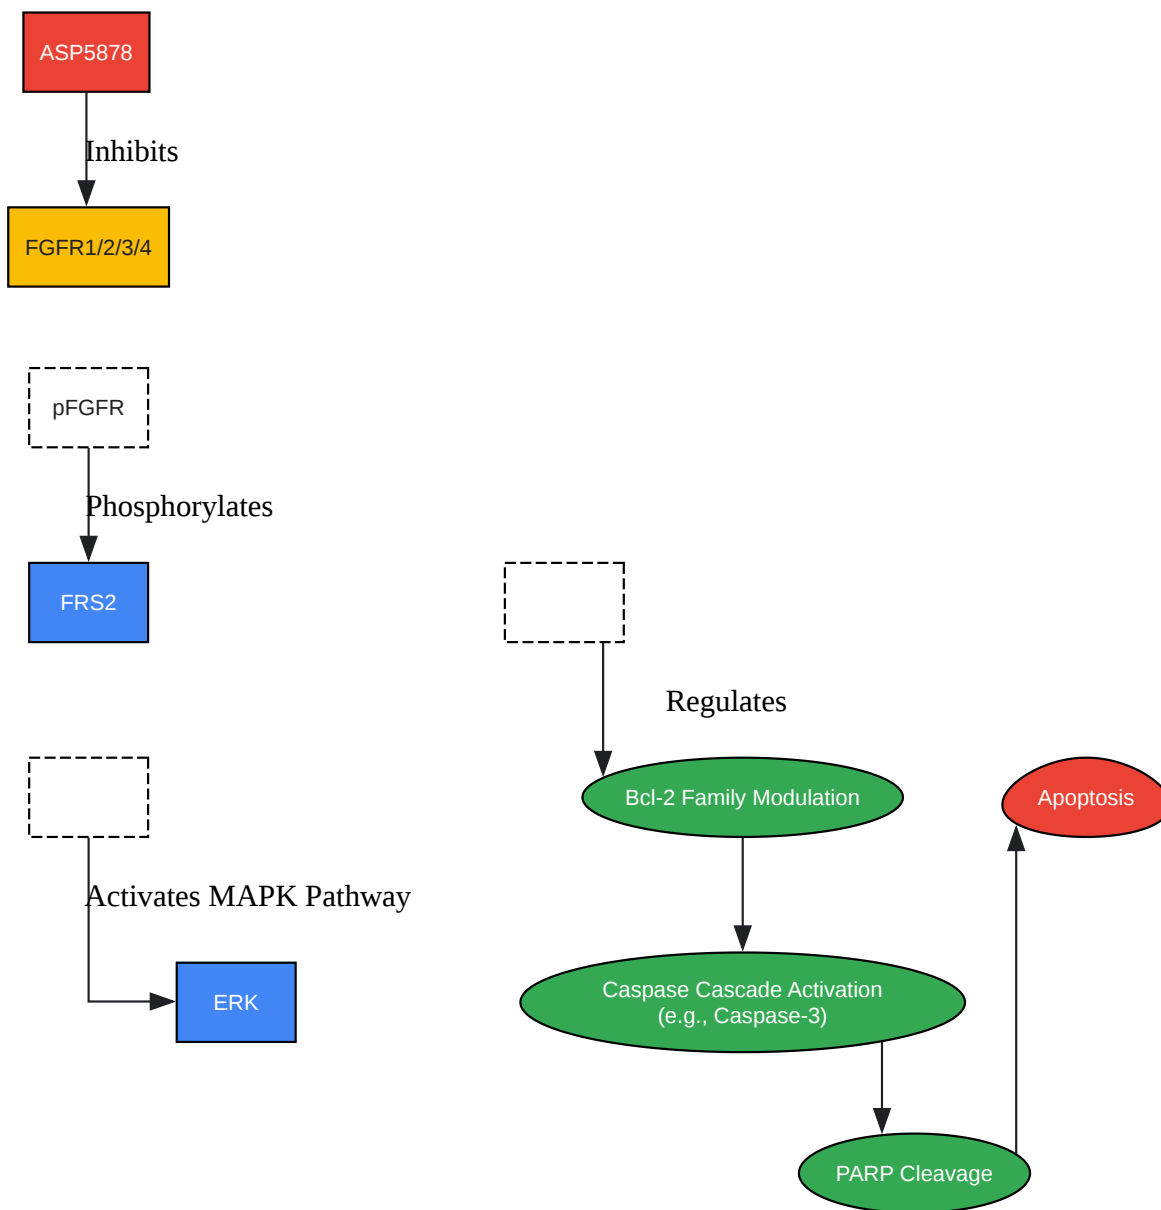 ASP5878
Inhibits
FGFR1/2/3/4
pFGFR
Phosphorylates
FRS2
Activates MAPK Pathway
ERK
Regulates
Bcl-2 Family Modulation
Caspase Cascade Activation
(e.g., Caspase-3)
PARP Cleavage
Apoptosis